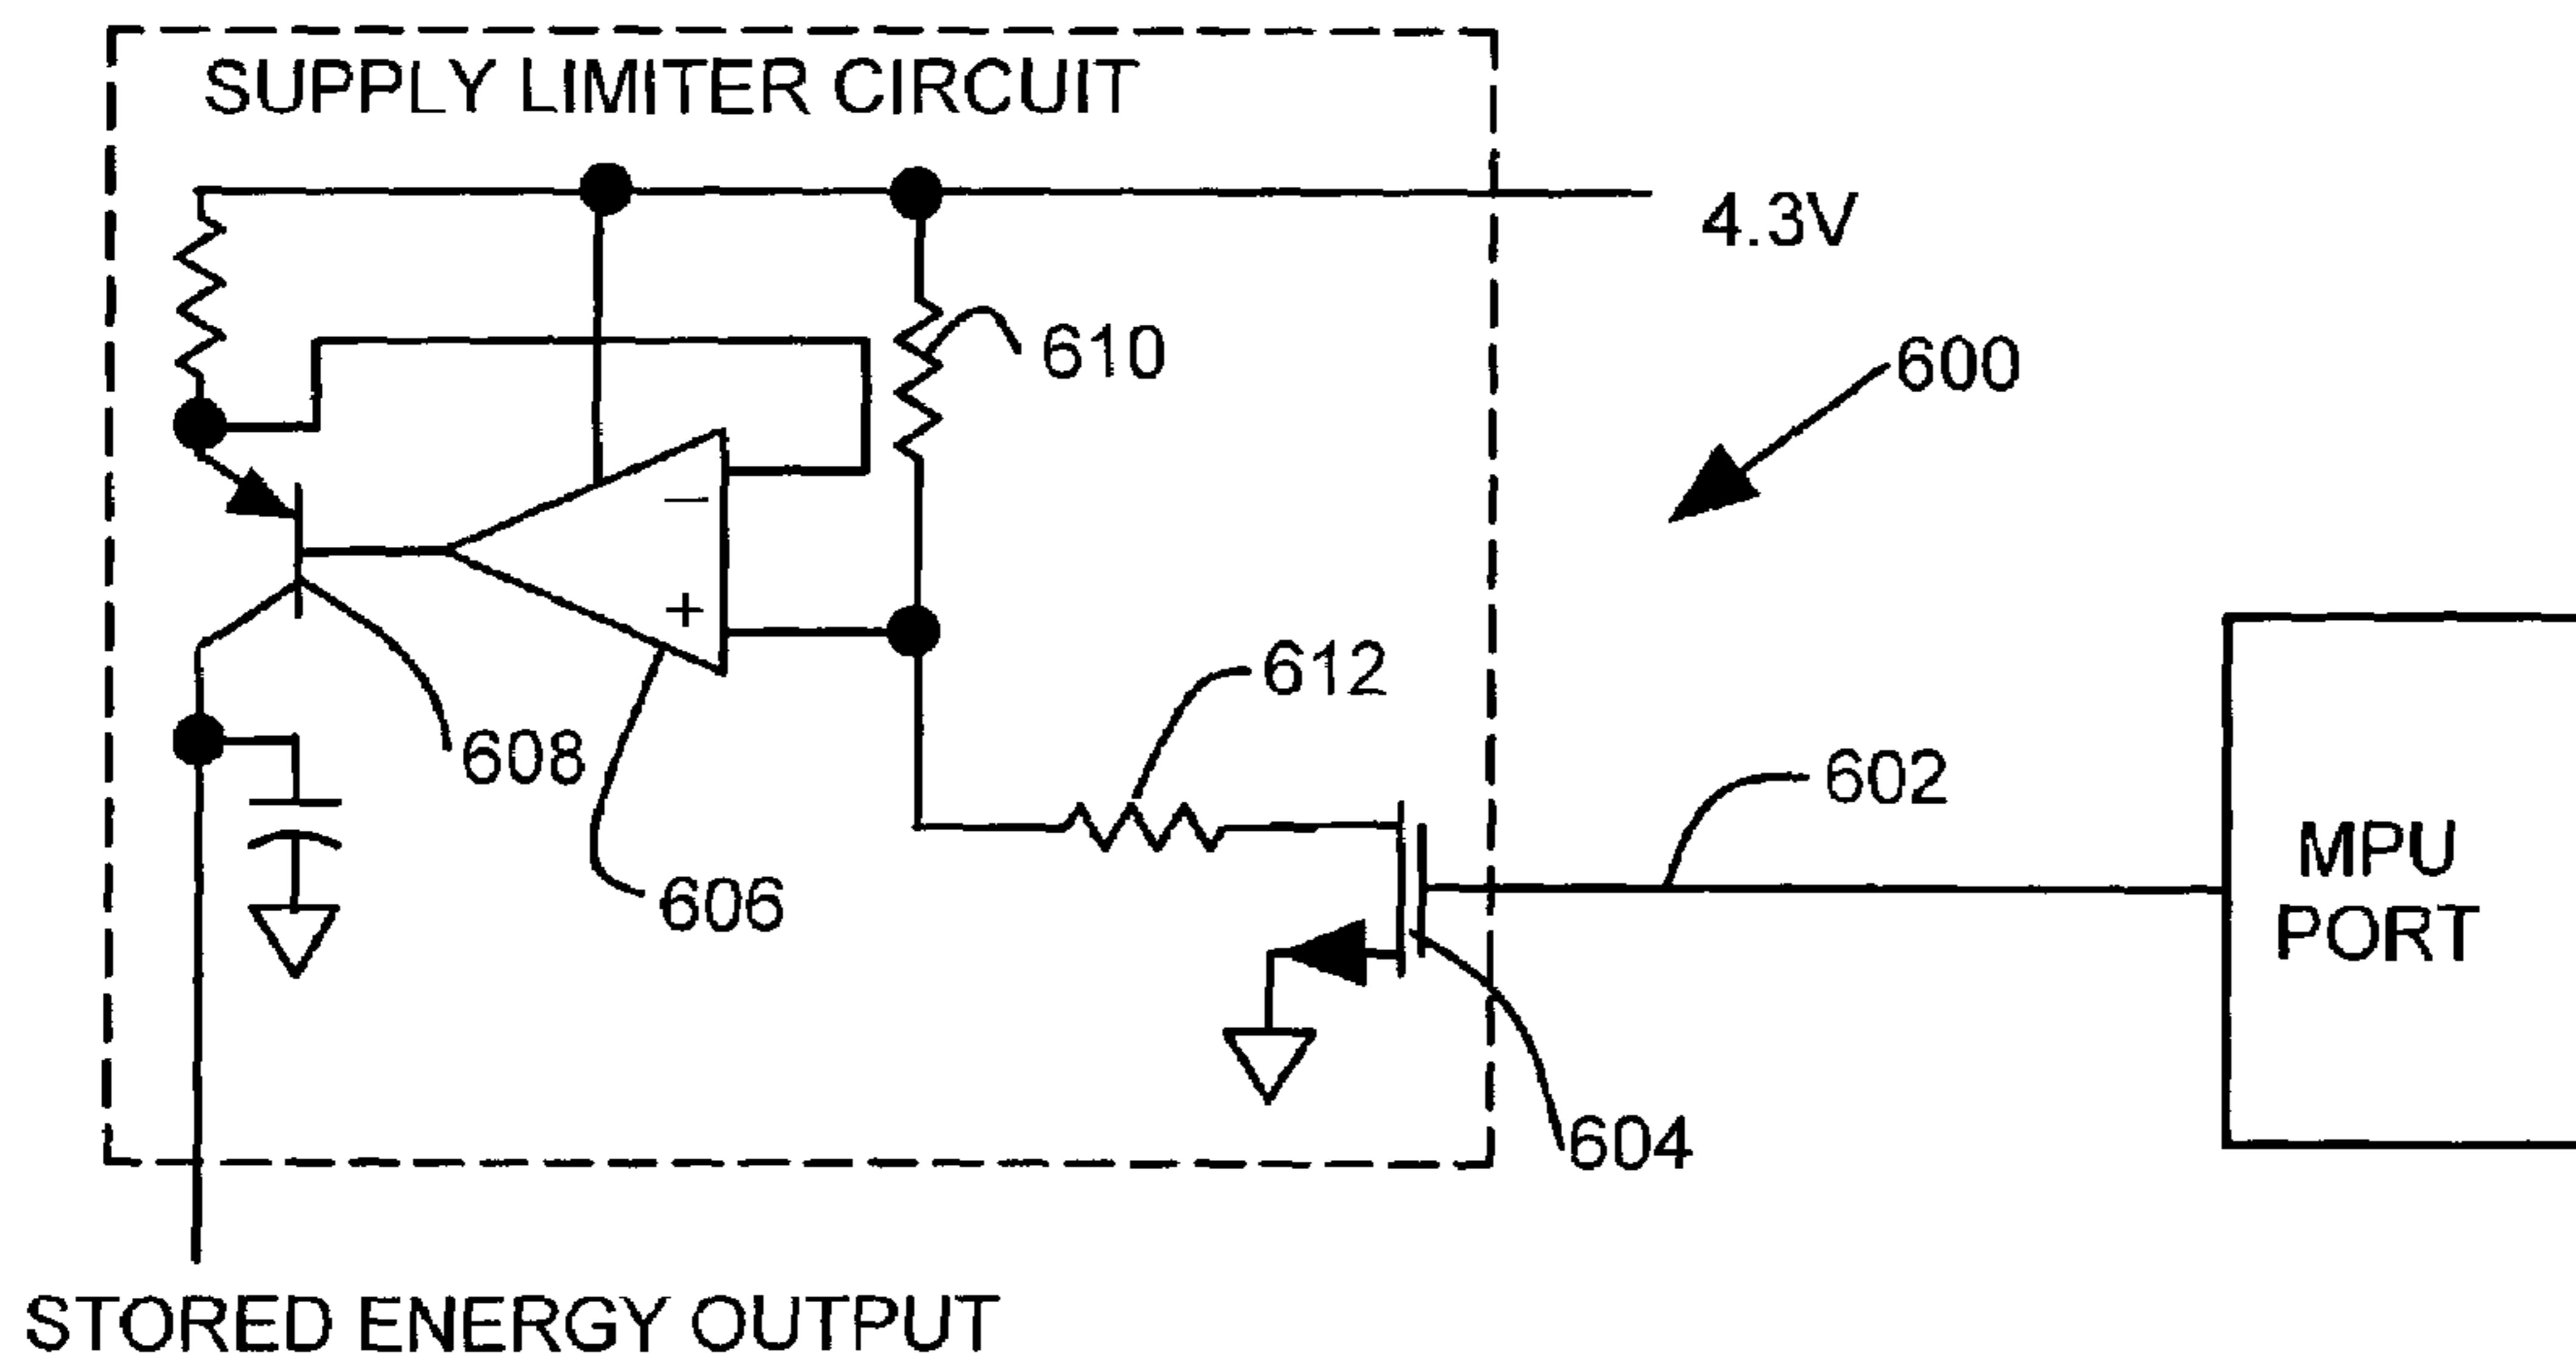 SUPPLY LIMITER CIRCUIT
4.3V
610
600
−
+
612
608
602
606
MPU
PORT
604
STORED ENERGY OUTPUT